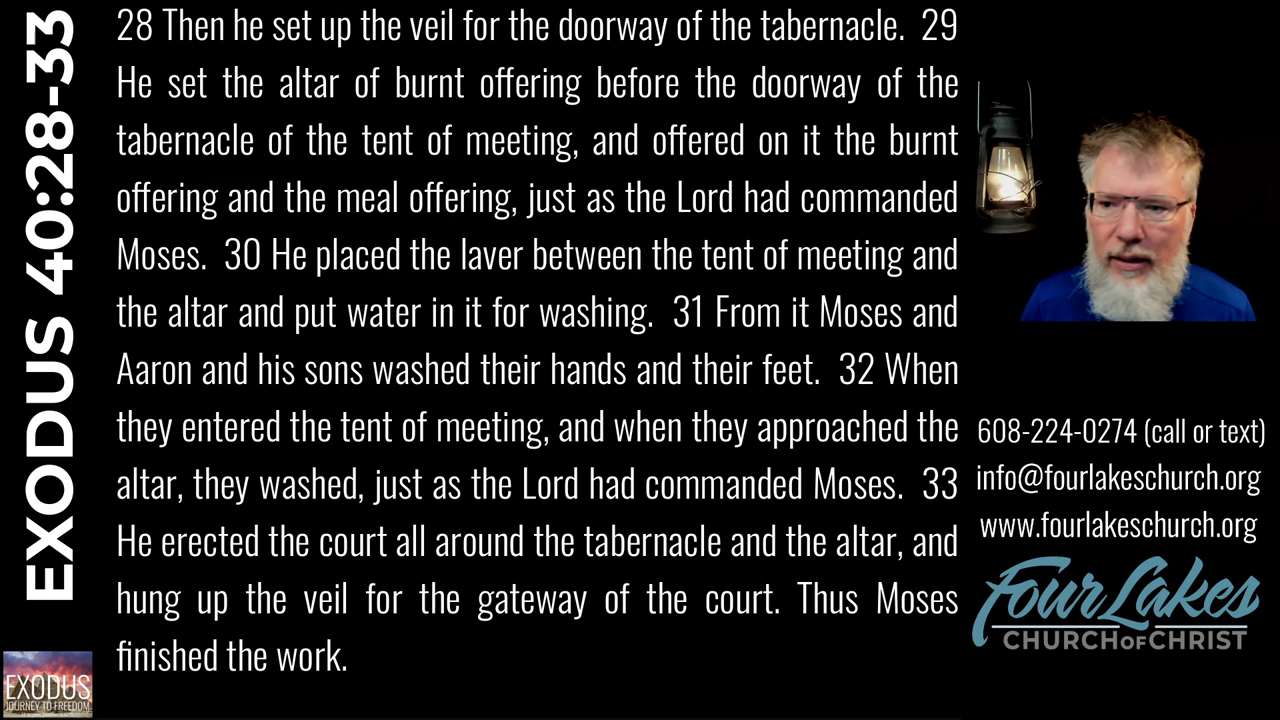 EXODUS 40:28-33
28 Then he set up the veil for the doorway of the tabernacle. 29
He set the altar of burnt offering before the doorway of the
tabernacle of the tent of meeting, and offered on it the burnt
offering and the meal offering, just as the Lord had commanded
Moses. 30 He placed the laver between the tent of meeting and
the altar and put water in it for washing. 31 From it Moses and
Aaron and his sons washed their hands and their feet. 32 When
they entered the tent of meeting, and when they approached the
altar, they washed, just as the Lord had commanded Moses. 33
He erected the court all around the tabernacle and the altar, and
hung up the veil for the gateway of the court. Thus Moses
finished the work.
608-224-0274 (call or text)
info@fourlakeschurch.org
www.fourlakeschurch.org
Four Lakes
CHURCH OF CHRIST
EXODUS
JOURNEY TO FREEDOM